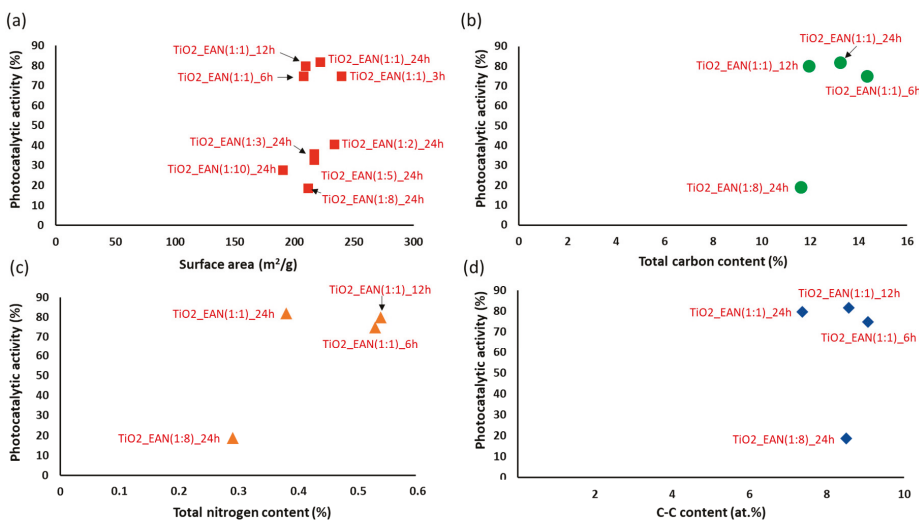 (a)
Photocatalytic activity (%)
90
80
70
60
50
40
30
20
10
0
TiO2_EAN(1:1)_12h
TiO2_EAN(1:1)_24h
TiO2_EAN(1:1)_6h
TiO2_EAN(1:1)_3h
TiO2_EAN(1:3)_24h
TiO2_EAN(1:2)_24h
TiO2_EAN(1:10)_24h
TiO2_EAN(1:5)_24h
TiO2_EAN(1:8)_24h
0 50 100 150 200 250 300
Surface area (m²/g)
(b)
Photocatalytic activity (%)
90
80
70
60
50
40
30
20
10
0
TiO2_EAN(1:1)_24h
TiO2_EAN(1:1)_12h
TiO2_EAN(1:1)_6h
TiO2_EAN(1:8)_24h
0 2 4 6 8 10 12 14 16
Total carbon content (%)
(c)
Photocatalytic activity (%)
90
80
70
60
50
40
30
20
10
0
TiO2_EAN(1:1)_12h
TiO2_EAN(1:1)_24h
TiO2_EAN(1:1)_6h
TiO2_EAN(1:8)_24h
0 0.1 0.2 0.3 0.4 0.5 0.6
Total nitrogen content (%)
(d)
Photocatalytic activity (%)
90
80
70
60
50
40
30
20
10
0
TiO2_EAN(1:1)_12h
TiO2_EAN(1:1)_24h
TiO2_EAN(1:1)_6h
TiO2_EAN(1:8)_24h
2 4 6 8 10
C-C content (at.%)